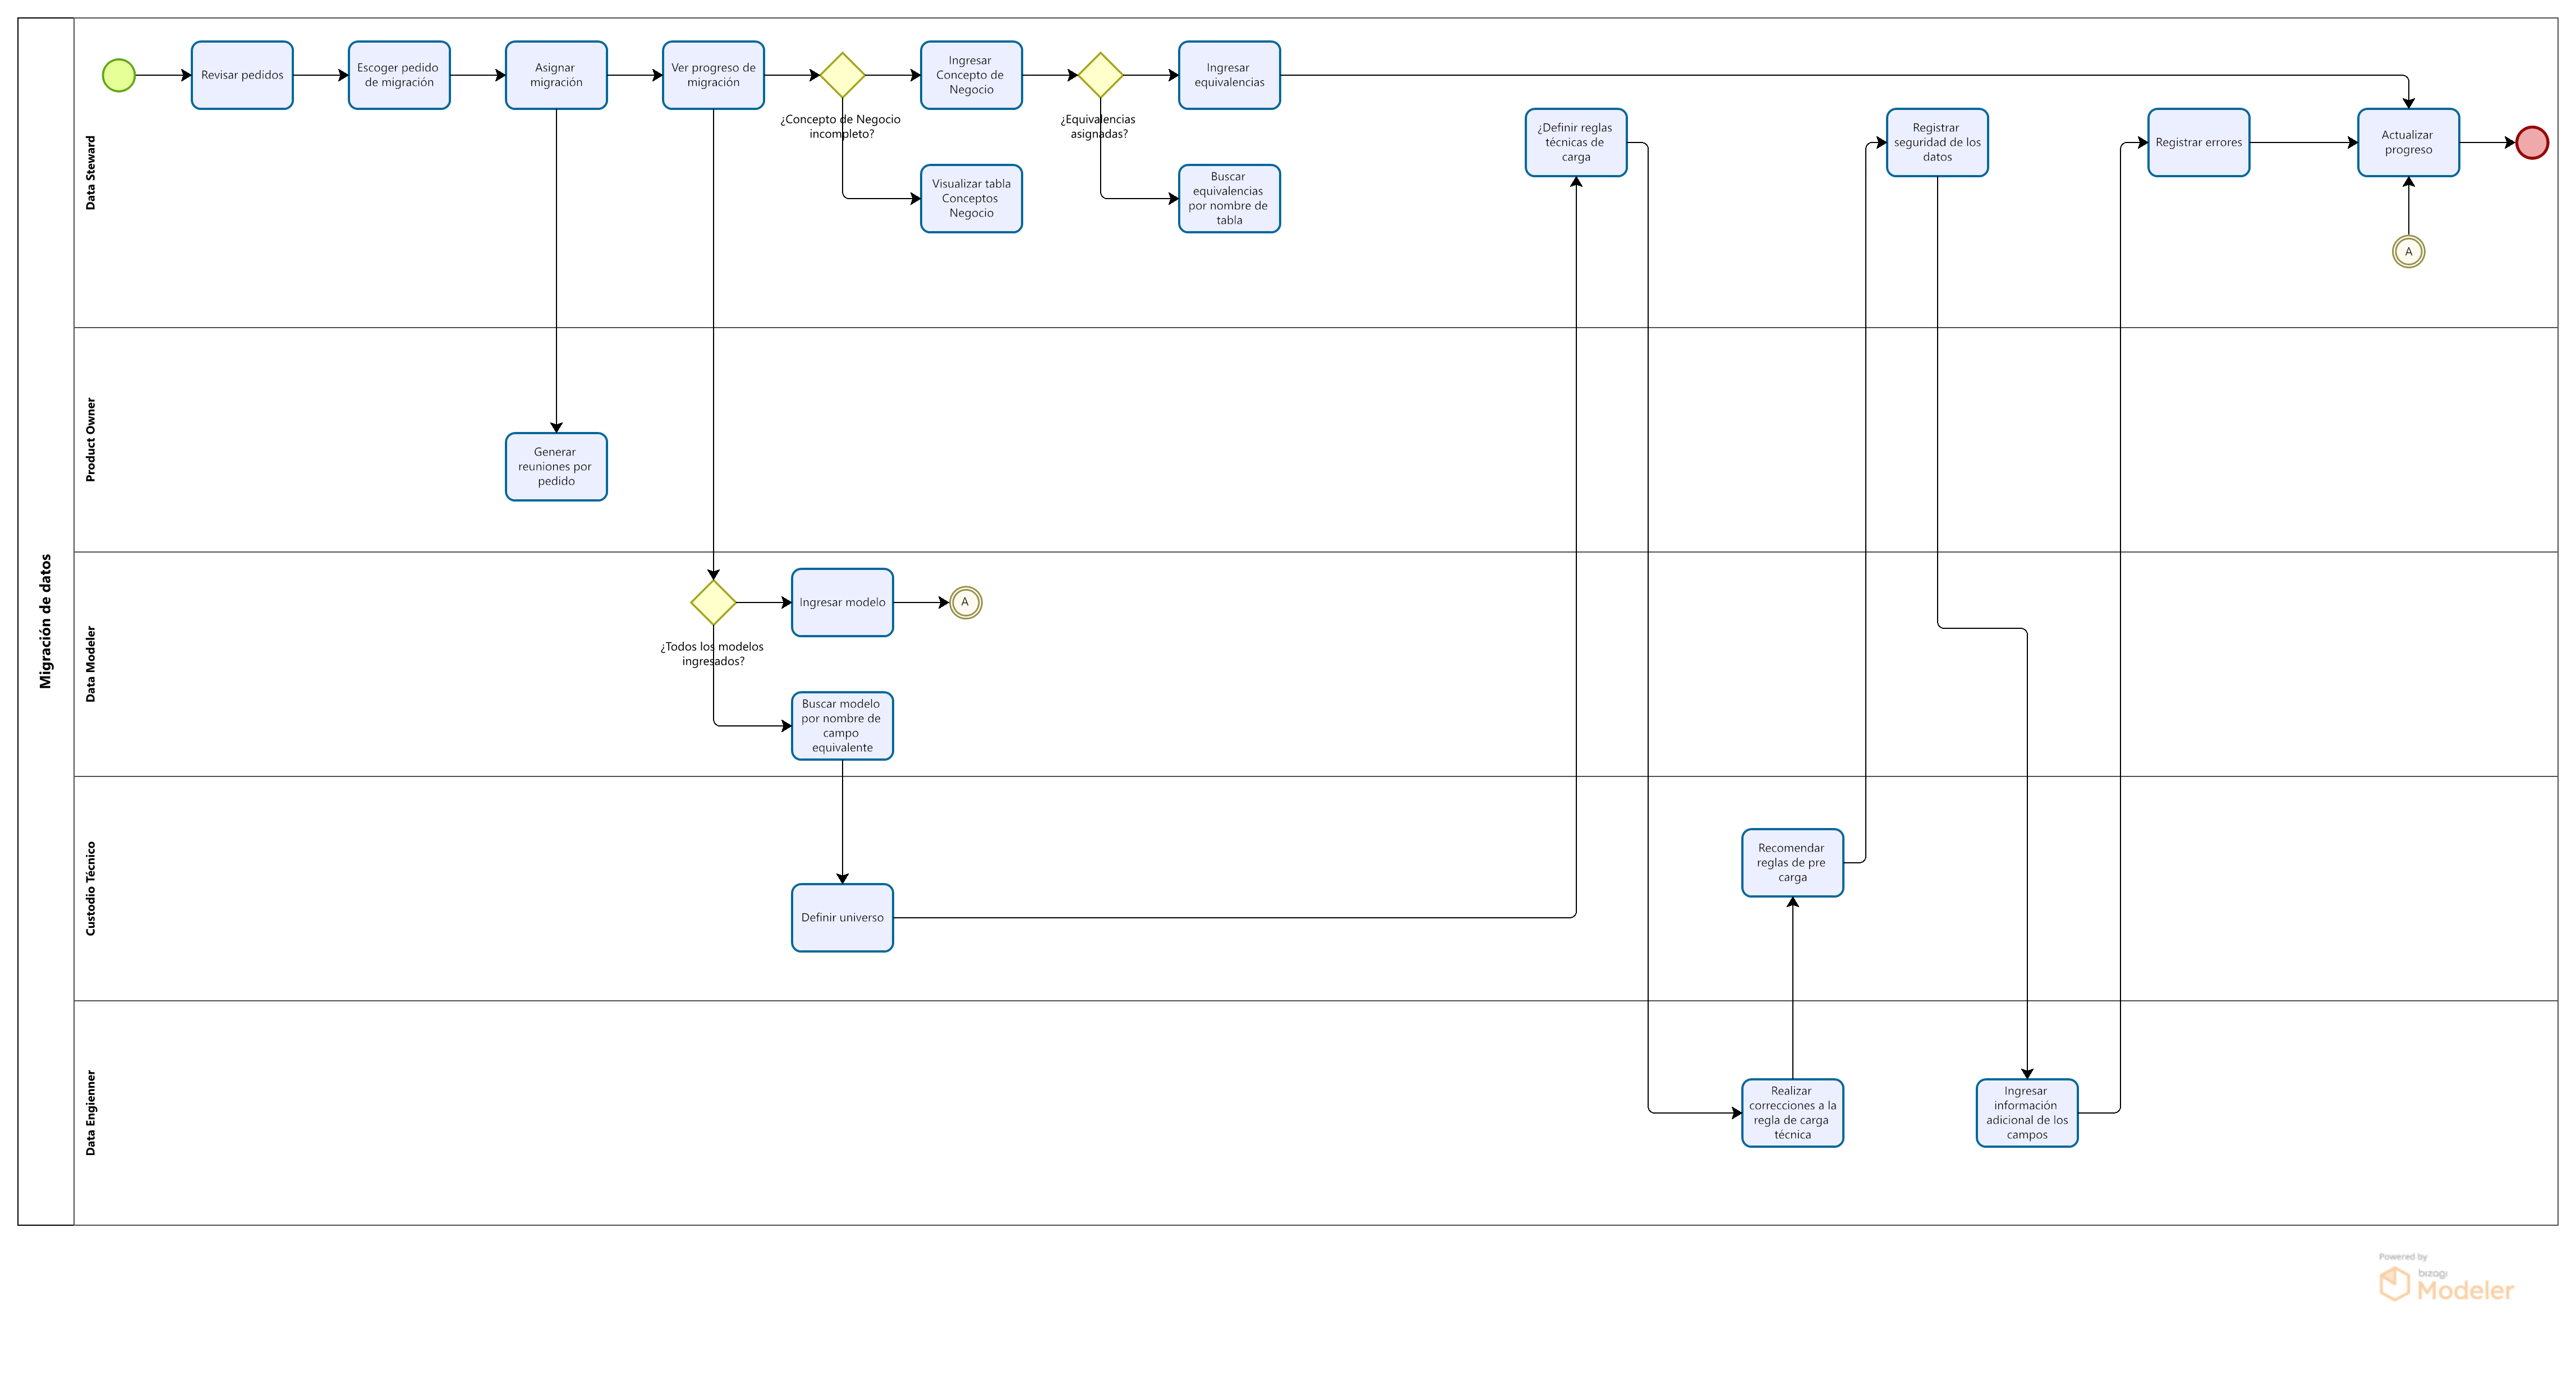 Migración de datos
Data Steward
Revisar pedidos
Escoger pedido
de migración
Asignar
migración
Ver progreso de
migración
¿Concepto de Negocio
incompleto?
Ingresar
Concepto de
Negocio
Visualizar tabla
Conceptos
Negocio
¿Equivalencias
asignadas?
Ingresar
equivalencias
Buscar
equivalencias
por nombre de
tabla
¿Definir reglas
técnicas de
carga
Registrar
seguridad de los
datos
Registrar errores
Actualizar
progreso
A
Product Owner
Generar
reuniones por
pedido
Data Modeler
¿Todos los modelos
ingresados?
Ingresar modelo
A
Buscar modelo
por nombre de
campo
equivalente
Custodio Técnico
Definir universo
Recomendar
reglas de pre
carga
Data Engienner
Realizar
correcciones a la
regla de carga
técnica
Ingresar
información
adicional de los
campos
Powered by
bizagi
Modeler